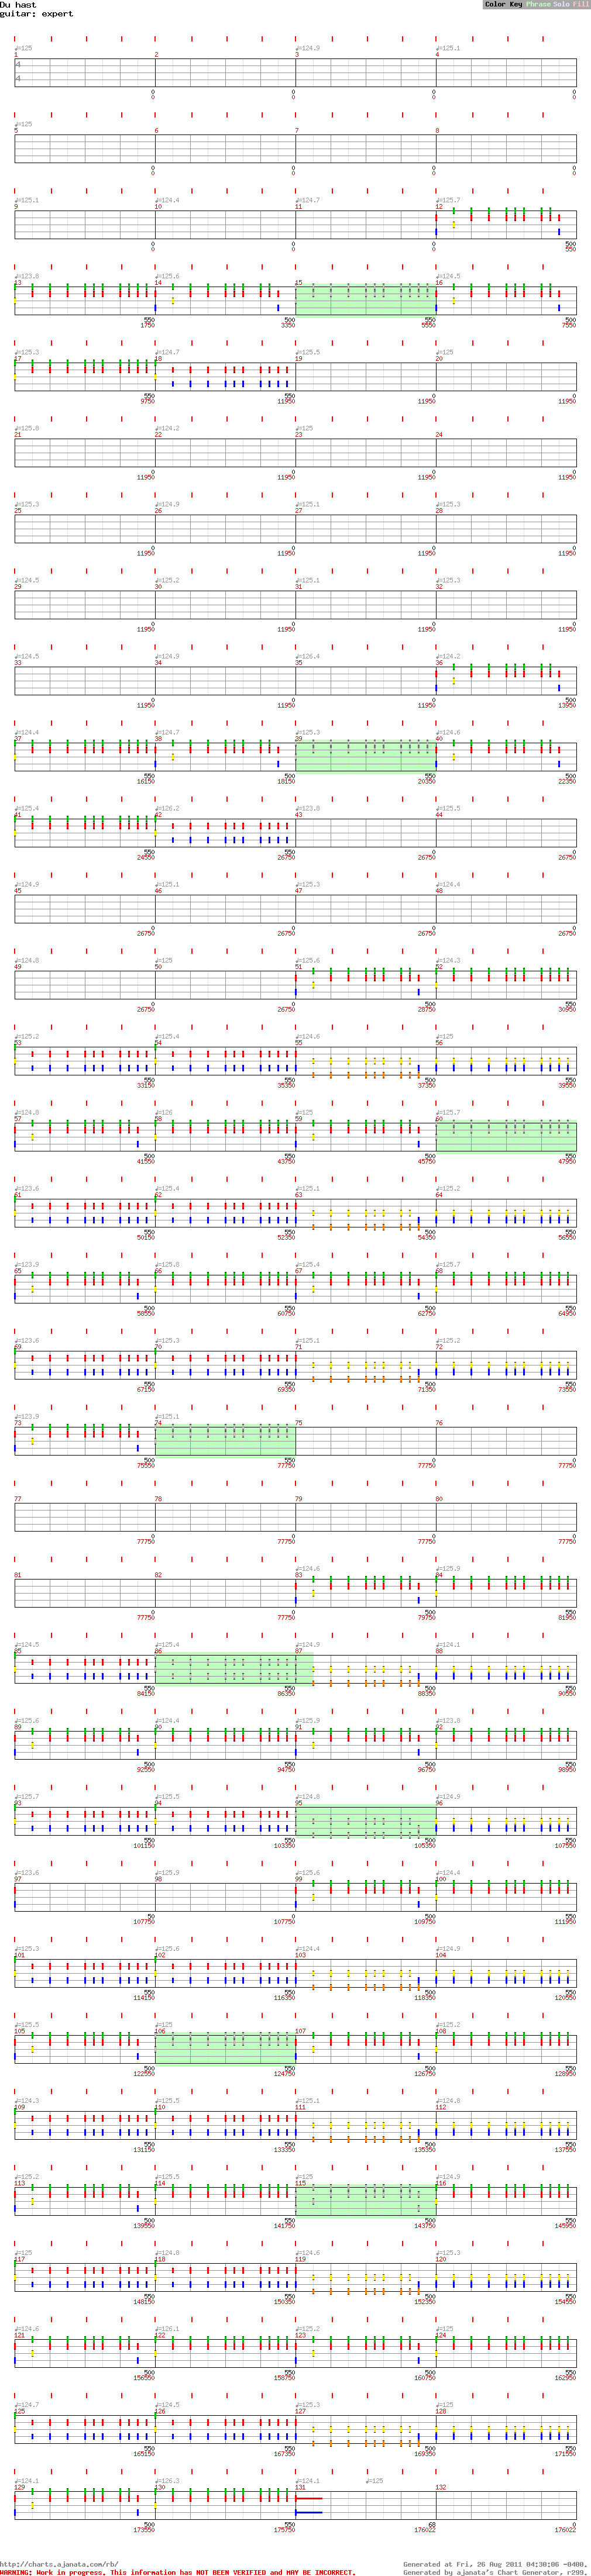 Du hast
guitar: expert
Color Key Phrase Solo Fill
♩=125 ♩=124.9 ♩=125.1
1 2 3 4
4
4
0 0 0 0
0 0 0 0
♩=125
5 6 7 8
0 0 0 0
0 0 0 0
♩=125.1 ♩=124.4 ♩=124.7 ♩=125.7
9 10 11 12
0 0 0 550
0 0 0 550
♩=123.8 ♩=125.6 ♩=124.5
13 14 15 16
550 550 550 550
1750 3350 5550 7550
♩=125.3 ♩=124.7 ♩=125.5 ♩=125
17 18 19 20
550 550 0 0
9750 11950 11950 11950
♩=125.8 ♩=124.2 ♩=125
21 22 23 24
0 0 0 0
11950 11950 11950 11950
♩=125.3 ♩=124.9 ♩=125.1 ♩=125.3
25 26 27 28
0 0 0 0
11950 11950 11950 11950
♩=124.5 ♩=125.2 ♩=125.1 ♩=125.3
29 30 31 32
0 0 0 0
11950 11950 11950 11950
♩=124.5 ♩=124.9 ♩=126.4 ♩=124.2
33 34 35 36
0 0 0 500
11950 11950 11950 13950
♩=124.4 ♩=124.7 ♩=125.3 ♩=124.6
37 38 39 40
550 500 550 500
16150 18150 20350 22350
♩=125.4 ♩=126.2 ♩=123.8 ♩=125.5
41 42 43 44
550 550 0 0
24550 26750 26750 26750
♩=124.9 ♩=125.1 ♩=125.3 ♩=124.4
45 46 47 48
0 0 0 0
26750 26750 26750 26750
♩=124.8 ♩=125 ♩=125.6 ♩=124.3
49 50 51 52
0 0 500 550
26750 26750 28750 30950
♩=125.2 ♩=125.4 ♩=124.6 ♩=125
53 54 55 56
550 550 500 550
33150 35350 37350 39550
♩=124.8 ♩=126 ♩=125 ♩=125.7
57 58 59 60
500 550 500 550
41550 43750 45750 47950
♩=123.6 ♩=125.4 ♩=125.1 ♩=125.2
61 62 63 64
550 550 500 550
50150 52350 54350 56550
♩=123.9 ♩=125.8 ♩=125.4 ♩=125.7
65 66 67 68
500 550 500 550
58550 60750 62750 64950
♩=123.6 ♩=125.3 ♩=125.1 ♩=125.2
69 70 71 72
550 550 500 550
67150 69350 71350 73550
♩=123.9 ♩=125.1
73 74 75 76
500 550 0 0
75550 77750 77750 77750
77 78 79 80
0 0 0 0
77750 77750 77750 77750
♩=124.6 ♩=125.9
81 82 83 84
0 0 500 550
77750 77750 79750 81950
♩=124.5 ♩=125.4 ♩=124.9 ♩=124.1
85 86 87 88
550 550 500 550
84150 86350 88350 90550
♩=125.6 ♩=124.4 ♩=125.9 ♩=123.8
89 90 91 92
500 550 500 550
92550 94750 96750 98950
♩=125.7 ♩=125.5 ♩=124.8 ♩=124.9
93 94 95 96
550 550 500 550
101150 103350 105350 107550
♩=123.6 ♩=125.9 ♩=125.6 ♩=124.4
97 98 99 100
50 0 500 550
107750 107750 109750 111950
♩=125.3 ♩=125.6 ♩=124.4 ♩=124.9
101 102 103 104
550 550 500 550
114150 116350 118350 120550
♩=125.5 ♩=125 ♩=125.2
105 106 107 108
500 550 500 550
122550 124750 126750 128950
♩=124.3 ♩=125.5 ♩=125.1 ♩=124.8
109 110 111 112
550 550 500 550
131150 133350 135350 137550
♩=125.2 ♩=125.5 ♩=125 ♩=124.9
113 114 115 116
500 550 500 550
139550 141750 143750 145950
♩=125 ♩=124.8 ♩=124.6 ♩=125.3
117 118 119 120
550 550 500 550
148150 150350 152350 154550
♩=124.6 ♩=126.1 ♩=125.2 ♩=125
121 122 123 124
500 550 500 550
156550 158750 160750 162950
♩=124.7 ♩=124.5 ♩=125.3 ♩=125
125 126 127 128
550 550 500 550
165150 167350 169350 171550
♩=124.1 ♩=126.3 ♩=124.1 ♩=125
129 130 131 132
500 550 68 0
173550 175750 176022 176022
http://charts.ajanata.com/rb/
WARNING: Work in progress. This information has NOT BEEN VERIFIED and MAY BE INCORRECT.
Generated at Fri, 26 Aug 2011 04:30:06 -0400.
Generated by ajanata's Chart Generator, r299.